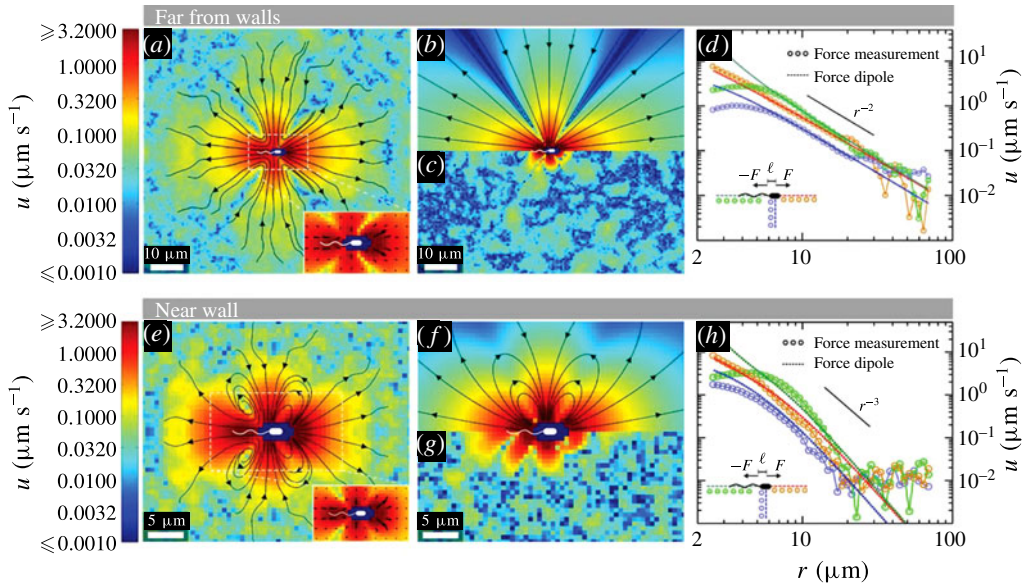 Far from walls
⩾ 3.2000
1.0000
0.3200
0.1000
0.0320
0.0100
0.0032
⩽ 0.0010
u (μm s⁻¹)
(a)
10 μm
(b)
(c)
10 μm
(d)
Force measurement
Force dipole
r⁻²
−F ℓ F
10¹
10⁰
10⁻¹
10⁻²
u (μm s⁻¹)
2 10 100
Near wall
⩾ 3.2000
1.0000
0.3200
0.1000
0.0320
0.0100
0.0032
⩽ 0.0010
u (μm s⁻¹)
(e)
5 μm
(f)
(g)
5 μm
(h)
Force measurement
Force dipole
r⁻³
−F ℓ F
10¹
10⁰
10⁻¹
10⁻²
u (μm s⁻¹)
2 10 100
r (μm)